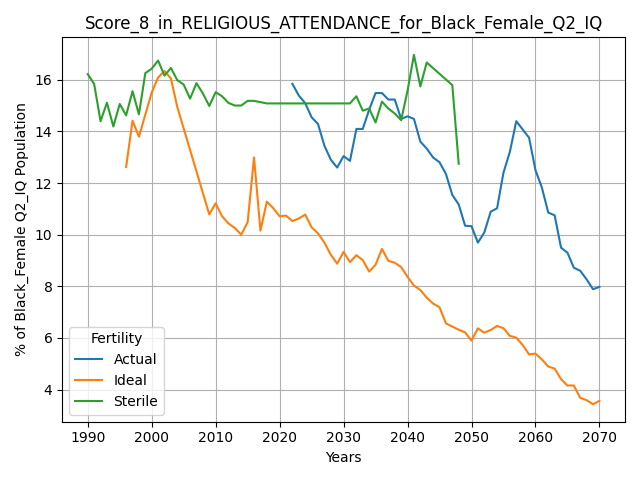 Score_8_in_RELIGIOUS_ATTENDANCE_for_Black_Female_Q2_IQ
% of Black_Female Q2_IQ Population
16
14
12
10
8
6
4
Fertility
Actual
Ideal
Sterile
1990 2000 2010 2020 2030 2040 2050 2060 2070
Years